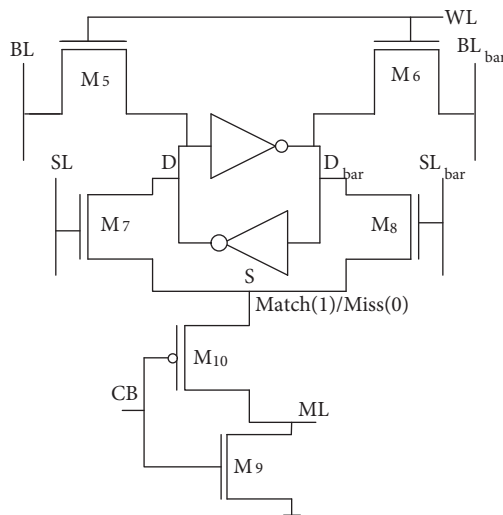 WL
BL
BL bar
M5
M6
D
D bar
SL
SL bar
M7
M8
S
Match(1)/Miss(0)
M10
CB
ML
M9